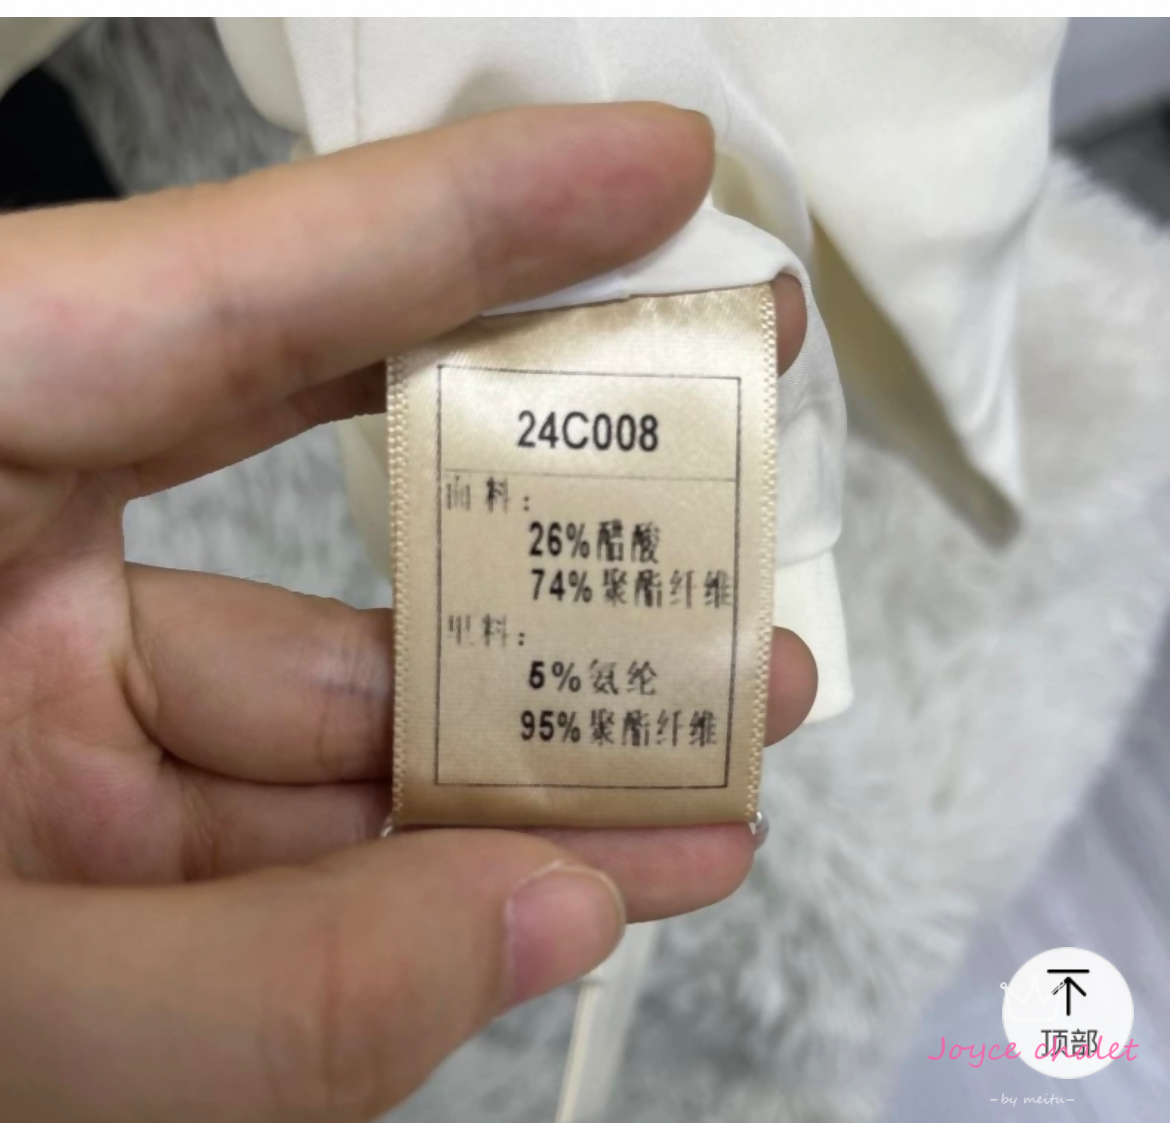 24C008
面料：
26%醋酸
74%聚酯纤维
里料：
5%氨纶
95%聚酯纤维
顶部
Joyce chalet
-by meitu-